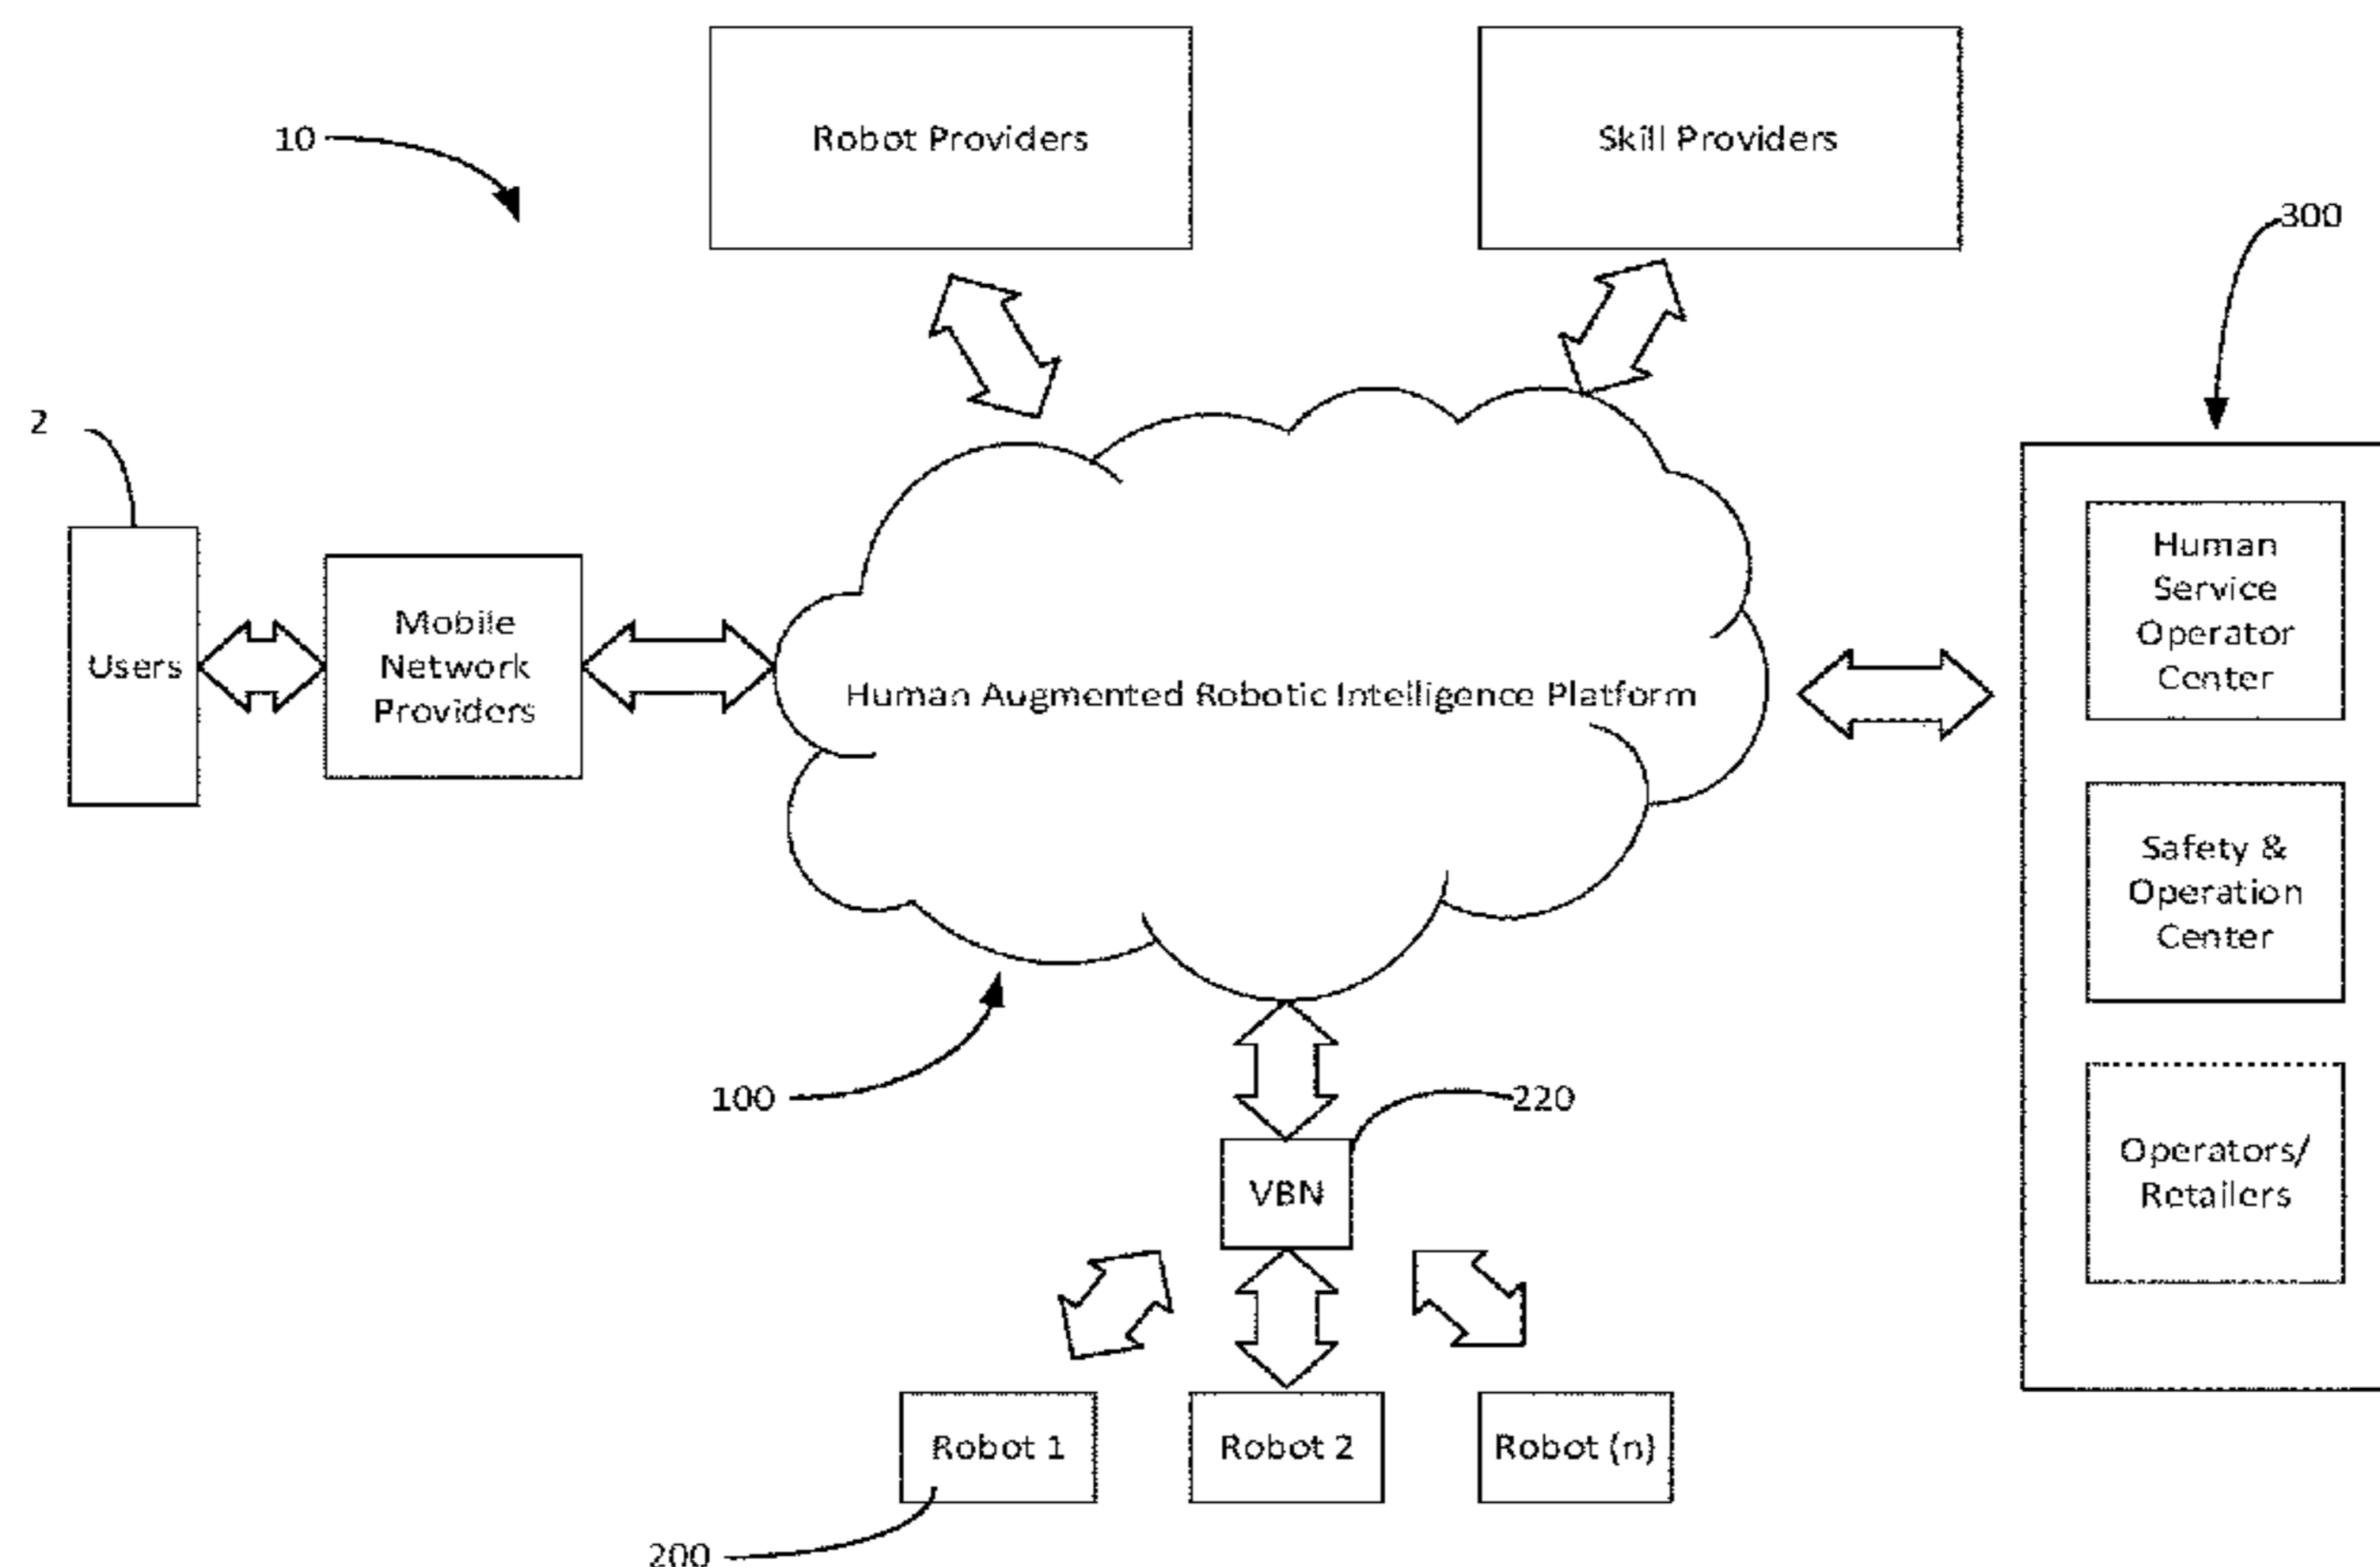 Robot Providers
Skill Providers
10
300
2
Users
Mobile
Network
Providers
Human Augmented Robotic Intelligence Platform
Human
Service
Operator
Center
Safety &
Operation
Center
Operators/
Retailers
100
220
VBN
Robot 1
Robot 2
Robot (n)
200